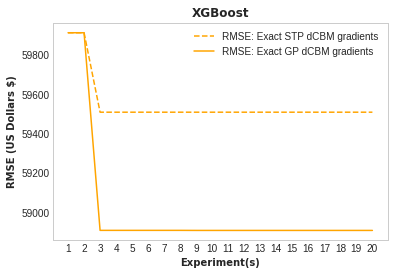 XGBoost
RMSE: Exact STP dCBM gradients
RMSE: Exact GP dCBM gradients
RMSE (US Dollars $)
59800
59600
59400
59200
59000
1 2 3 4 5 6 7 8 9 10 11 12 13 14 15 16 17 18 19 20
Experiment(s)